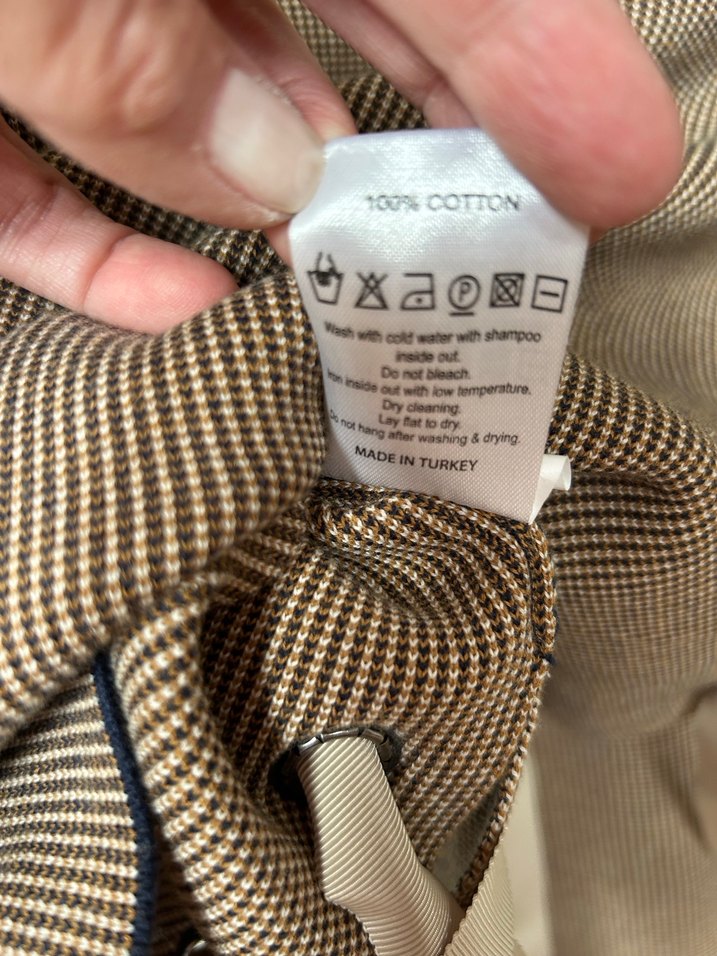 100% COTTON
P
Wash with cold water with shampoo
inside out.
Do not bleach.
Iron inside out with low temperature.
Dry cleaning.
Lay flat to dry.
Do not hang after washing & drying.
MADE IN TURKEY